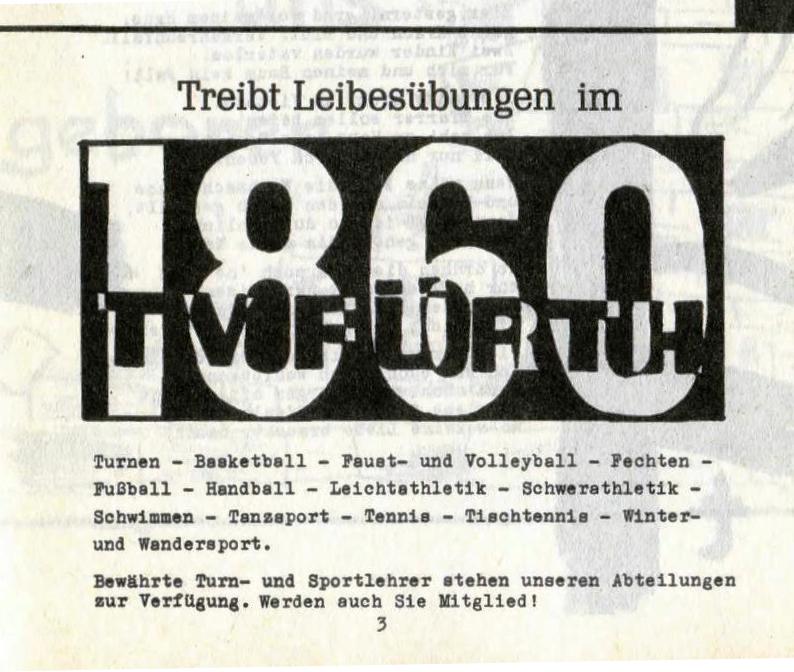 Treibt Leibesübungen im
1860
TV FÜRTH
Turnen - Basketball - Faust- und Volleyball - Fechten -
Fußball - Handball - Leichtathletik - Schwerathletik -
Schwimmen - Tanzsport - Tennis - Tischtennis - Winter-
und Wandersport.
Bewährte Turn- und Sportlehrer stehen unseren Abteilungen
zur Verfügung. Werden auch Sie Mitglied!
3